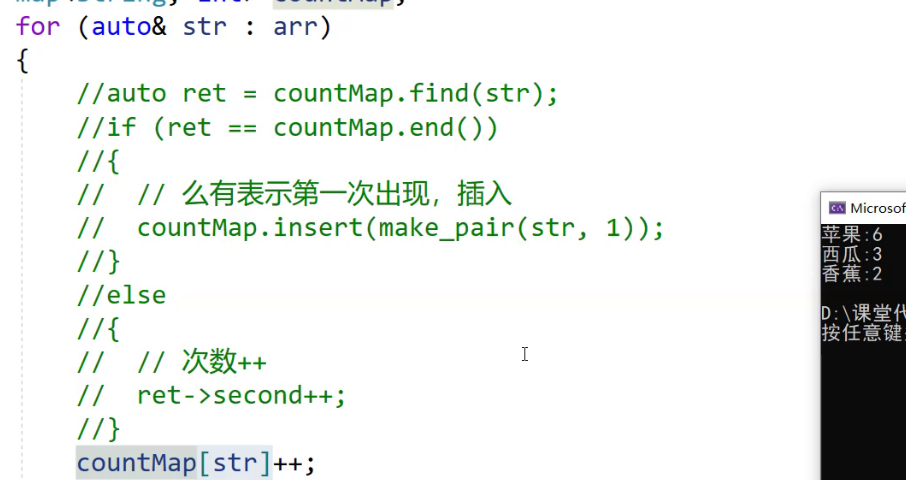 map<string, int> countMap;
for (auto& str : arr)
{
//auto ret = countMap.find(str);
//if (ret == countMap.end())
//{
// // 么有表示第一次出现，插入
// countMap.insert(make_pair(str, 1));
//}
//else
//{
// // 次数++
// ret->second++;
//}
countMap[str]++;
Microsof
苹果:6
西瓜:3
香蕉:2
D:\课堂代
按任意键